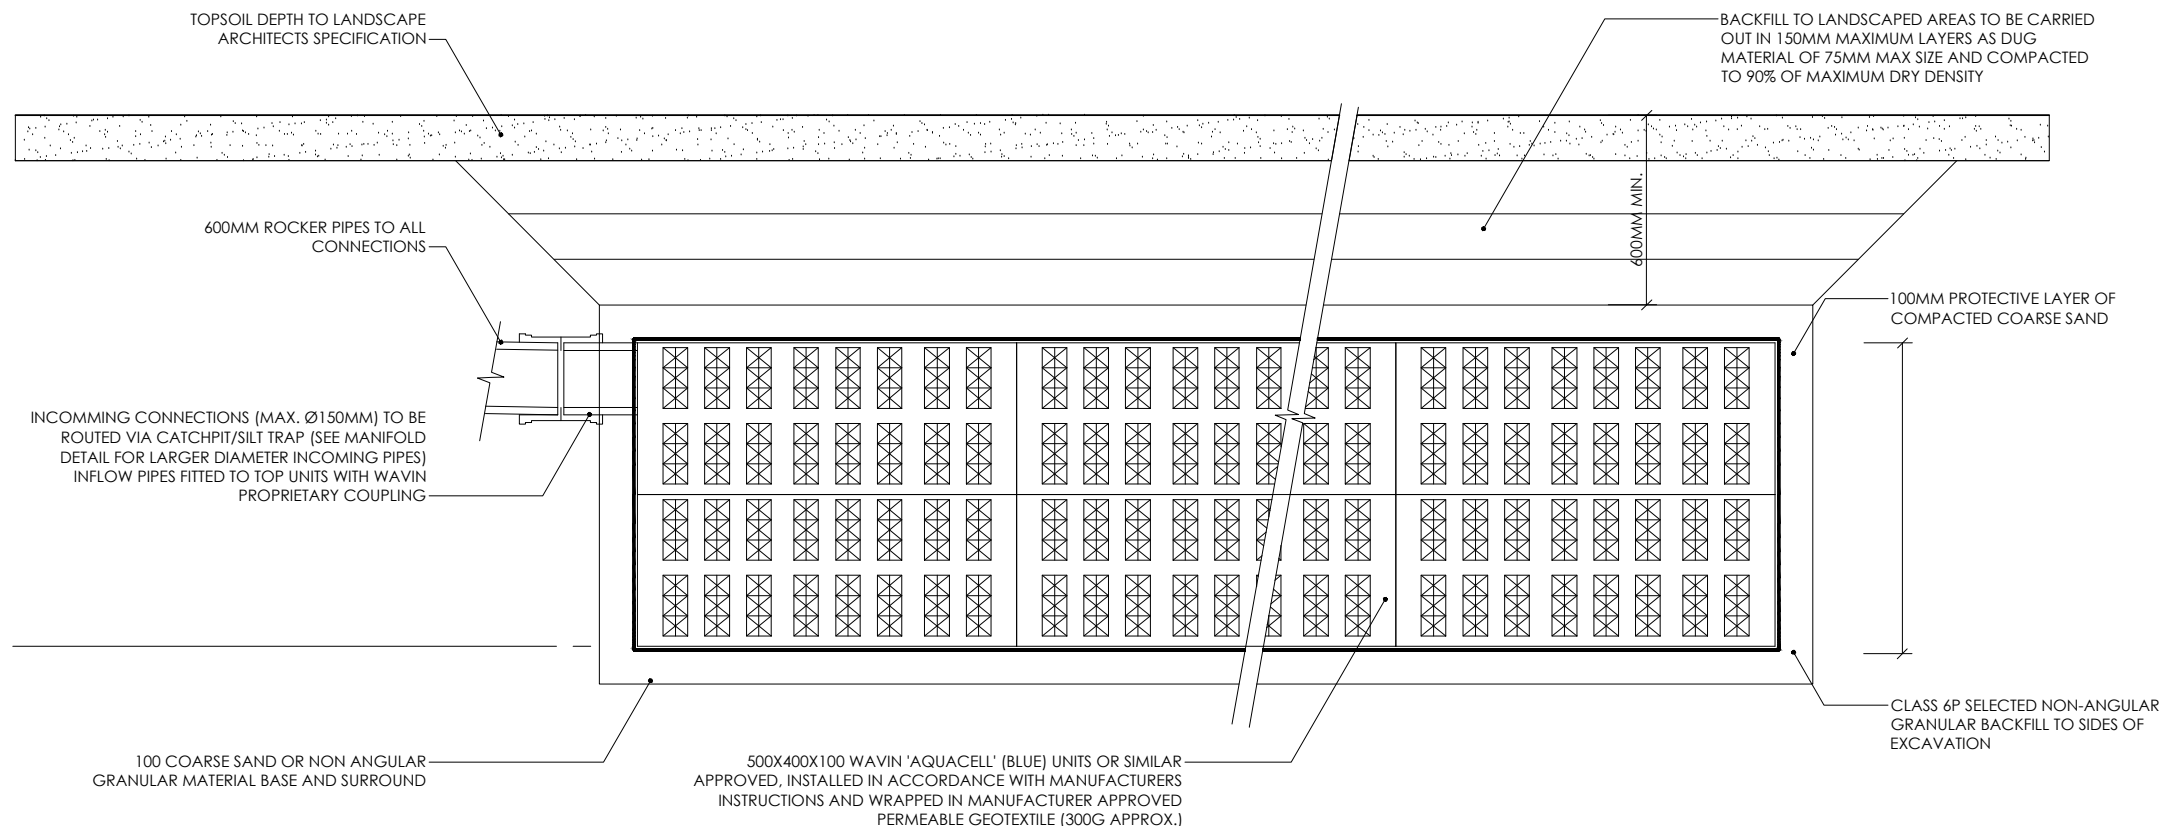 TOPSOIL DEPTH TO LANDSCAPE
ARCHITECTS SPECIFICATION
BACKFILL TO LANDSCAPED AREAS TO BE CARRIED
OUT IN 150MM MAXIMUM LAYERS AS DUG
MATERIAL OF 75MM MAX SIZE AND COMPACTED
TO 90% OF MAXIMUM DRY DENSITY
600MM ROCKER PIPES TO ALL
CONNECTIONS
600MM MIN.
100MM PROTECTIVE LAYER OF
COMPACTED COARSE SAND
INCOMMING CONNECTIONS (MAX. Ø150MM) TO BE
ROUTED VIA CATCHPIT/SILT TRAP (SEE MANIFOLD
DETAIL FOR LARGER DIAMETER INCOMING PIPES)
INFLOW PIPES FITTED TO TOP UNITS WITH WAVIN
PROPRIETARY COUPLING
CLASS 6P SELECTED NON-ANGULAR
GRANULAR BACKFILL TO SIDES OF
EXCAVATION
100 COARSE SAND OR NON ANGULAR
GRANULAR MATERIAL BASE AND SURROUND
500X400X100 WAVIN 'AQUACELL' (BLUE) UNITS OR SIMILAR
APPROVED, INSTALLED IN ACCORDANCE WITH MANUFACTURERS
INSTRUCTIONS AND WRAPPED IN MANUFACTURER APPROVED
PERMEABLE GEOTEXTILE (300G APPROX.)